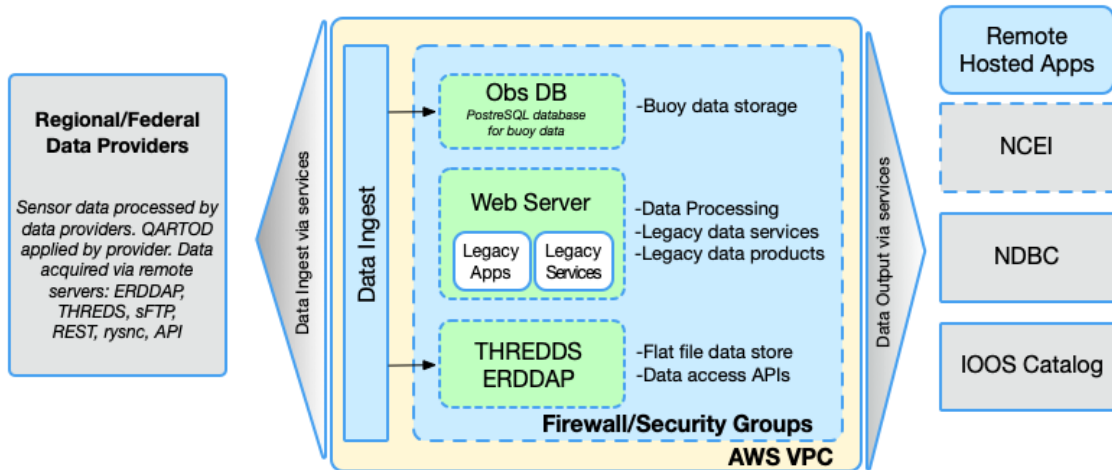 Regional/Federal
Data Providers
Sensor data processed by
data providers. QARTOD
applied by provider. Data
acquired via remote
servers: ERDDAP,
THREDS, sFTP,
REST, rysnc, API
Data Ingest via services
Data Ingest
Obs DB
PostreSQL database
for buoy data
-Buoy data storage
Web Server
Legacy
Apps
Legacy
Services
-Data Processing
-Legacy data services
-Legacy data products
THREDDS
ERDDAP
-Flat file data store
-Data access APIs
Firewall/Security Groups
AWS VPC
Data Output via services
Remote
Hosted Apps
NCEI
NDBC
IOOS Catalog